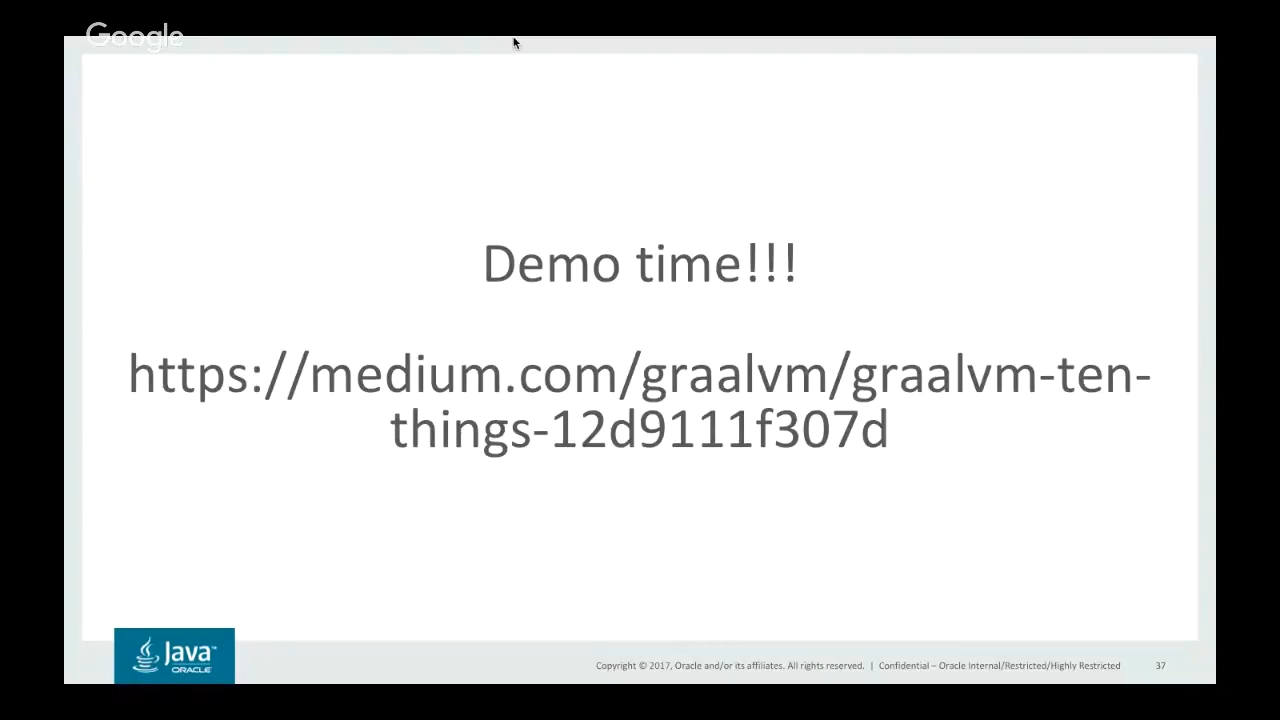 Google
Demo time!!!
https://medium.com/graalvm/graalvm-ten-
things-12d9111f307d
Java™
ORACLE
Copyright © 2017, Oracle and/or its affiliates. All rights reserved. | Confidential – Oracle Internal/Restricted/Highly Restricted 37